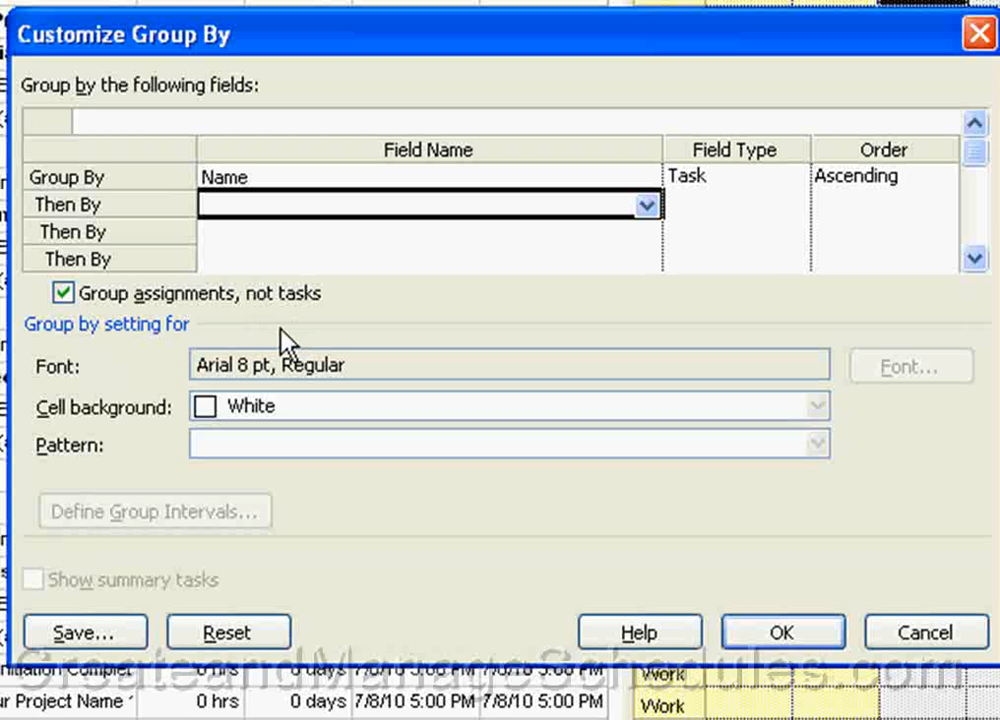 Customize Group By
Group by the following fields:
Field Name Field Type Order
Group By Name Task Ascending
Then By
Then By
Then By
Group assignments, not tasks
Group by setting for
Font: Arial 8 pt, Regular Font...
Cell background: White
Pattern:
Define Group Intervals...
Show summary tasks
Save... Reset Help OK Cancel
CreateandManageSchedules.com
0 hrs 0 days 7/8/10 5:00 PM 7/8/10 5:00 PM Work
ur Project Name 0 hrs 0 days 7/8/10 5:00 PM 7/8/10 5:00 PM Work